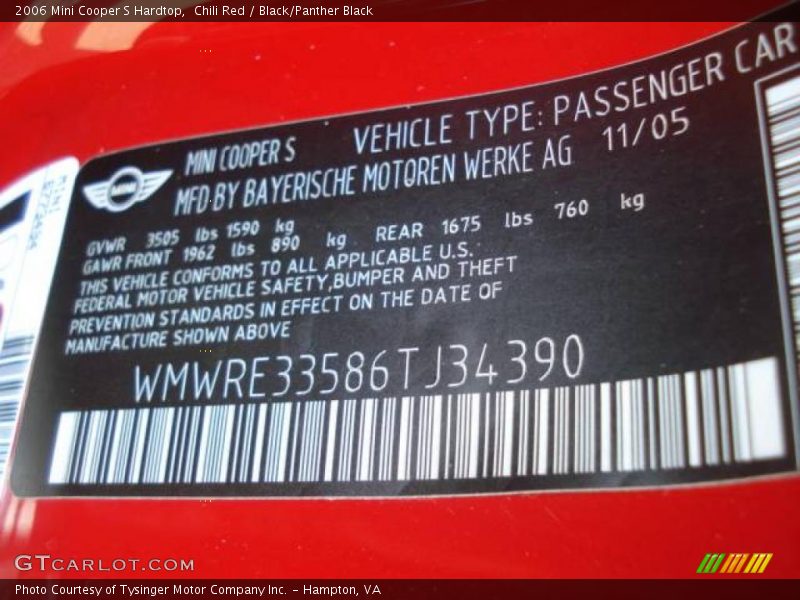 2006 Mini Cooper S Hardtop,  Chili Red / Black/Panther Black
VEHICLE TYPE: PASSENGER CAR
MINI COOPER S
MINI
MFD BY BAYERISCHE MOTOREN WERKE AG 11/05
GVWR 3505 lbs 1590 kg
GAWR FRONT 1962 lbs 890 kg REAR 1675 lbs 760 kg
THIS VEHICLE CONFORMS TO ALL APPLICABLE U.S.
FEDERAL MOTOR VEHICLE SAFETY,BUMPER AND THEFT
PREVENTION STANDARDS IN EFFECT ON THE DATE OF
MANUFACTURE SHOWN ABOVE
WMWRE33586TJ34390
GTCARLOT.COM
Photo Courtesy of Tysinger Motor Company Inc. - Hampton, VA